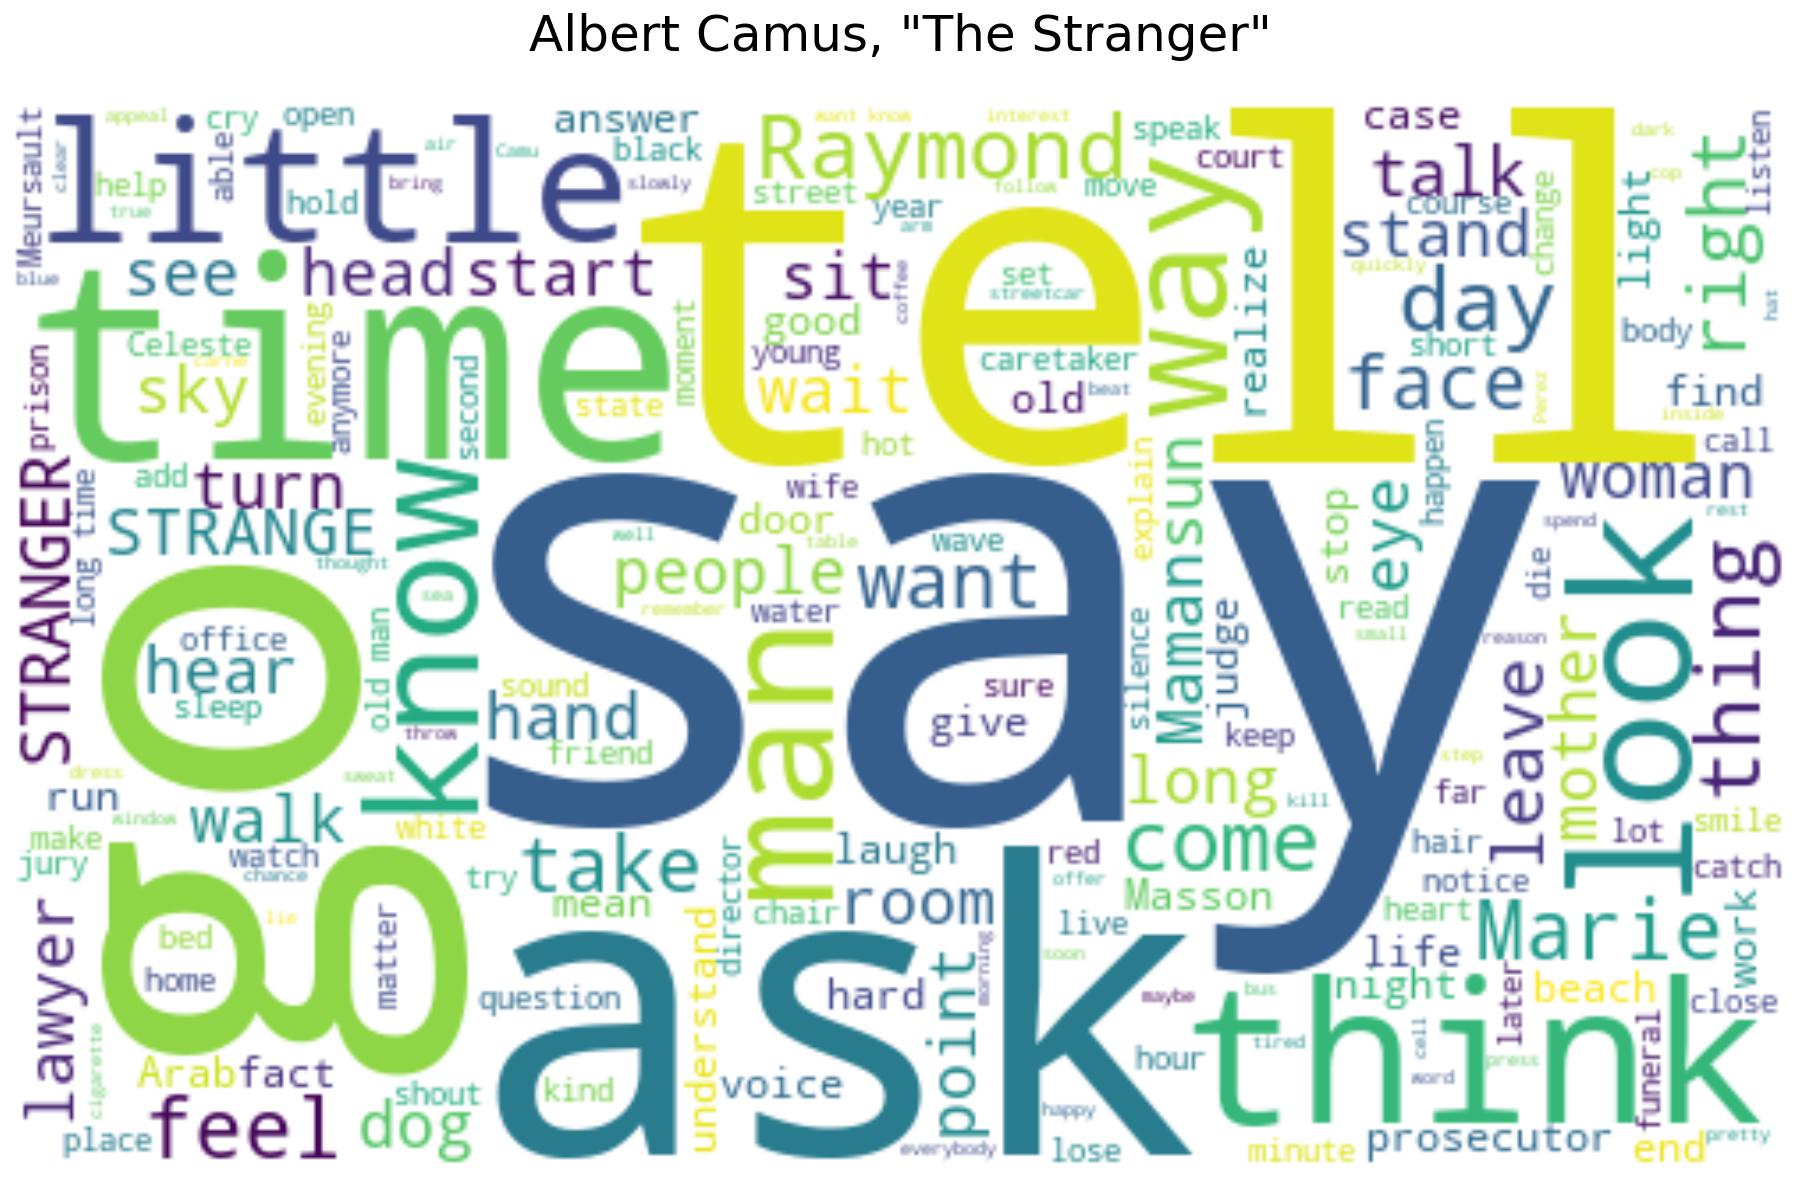 Albert Camus, "The Stranger"
Meursault
clear
appeal
cry
open
able
help
true
little
hold
air
Camu
answer
black
bring
slowly
blue
Raymond
want know
interest
street
follow
year
arm
speak
move
way
court
tell
case
talk
course
stand
change
dark
cop
light
right
listen
see
head
start
time
sit
coffee
set
streetcar
realize
quickly
day
hat
Celeste
carne
sky
evening
anymore
second
moment
state
good
young
wait
hot
caretaker
old
beat
short
face
Perez
body
find
inside
call
prison
STRANGER
long time
add
turn
STRANGE
thought
know
sea
say
wife
door
table
well
people
remember
water
wave
want
explain
Mamansun
silence
judge
happen
stop
eye
read
small
woman
spend
rest
die
reason
look
thing
mother
leave
go
office
hear
sleep
old man
throw
sweat
sound
hand
friend
man
sure
give
keep
long
kill
step
far
dress
run
window
make
jury
walk
watch
chance
white
try
take
mean
laugh
room
red
offer
come
Masson
hair
notice
heart
lot
smile
catch
lawyer
bed
lie
home
matter
question
understand
director
chair
hard
point
morning
live
soon
ask
maybe
life
Marie
work
night
bus
later
beach
close
think
tired
cell
word
press
funeral
cigarette
Arab
fact
feel
place
shout
dog
kind
voice
everybody
happy
lose
hour
minute
prosecutor
end
pretty